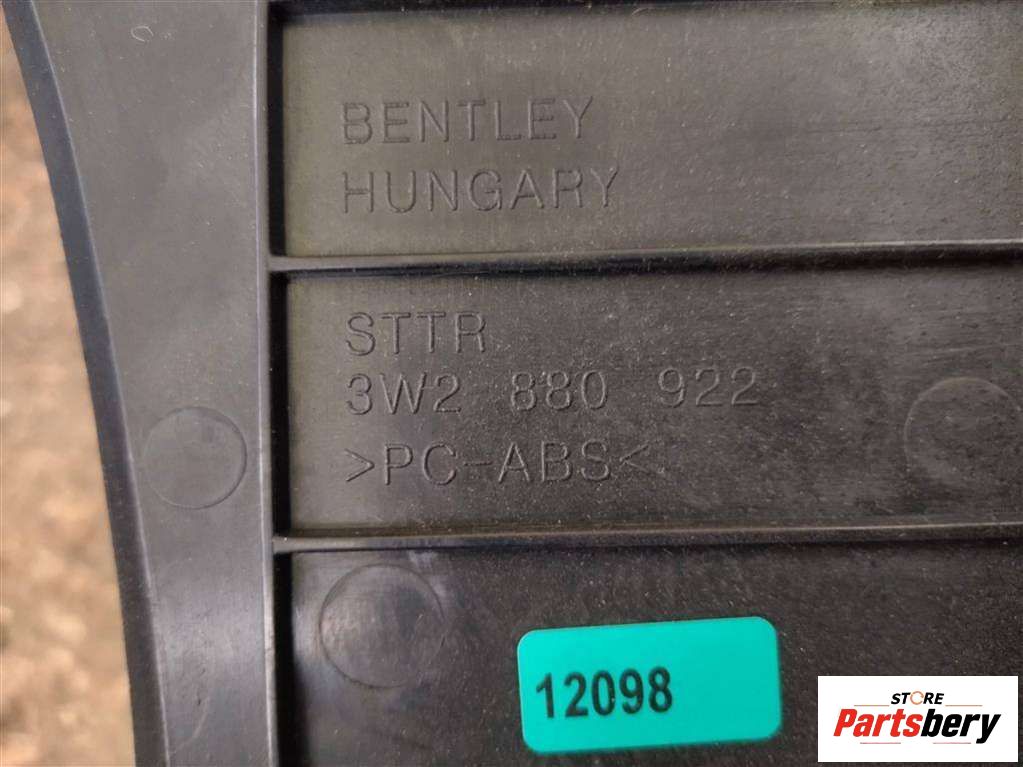 BENTLEY
HUNGARY
STTR
3W2 880 922
>PC-ABS<
12098
STORE
Partsbery